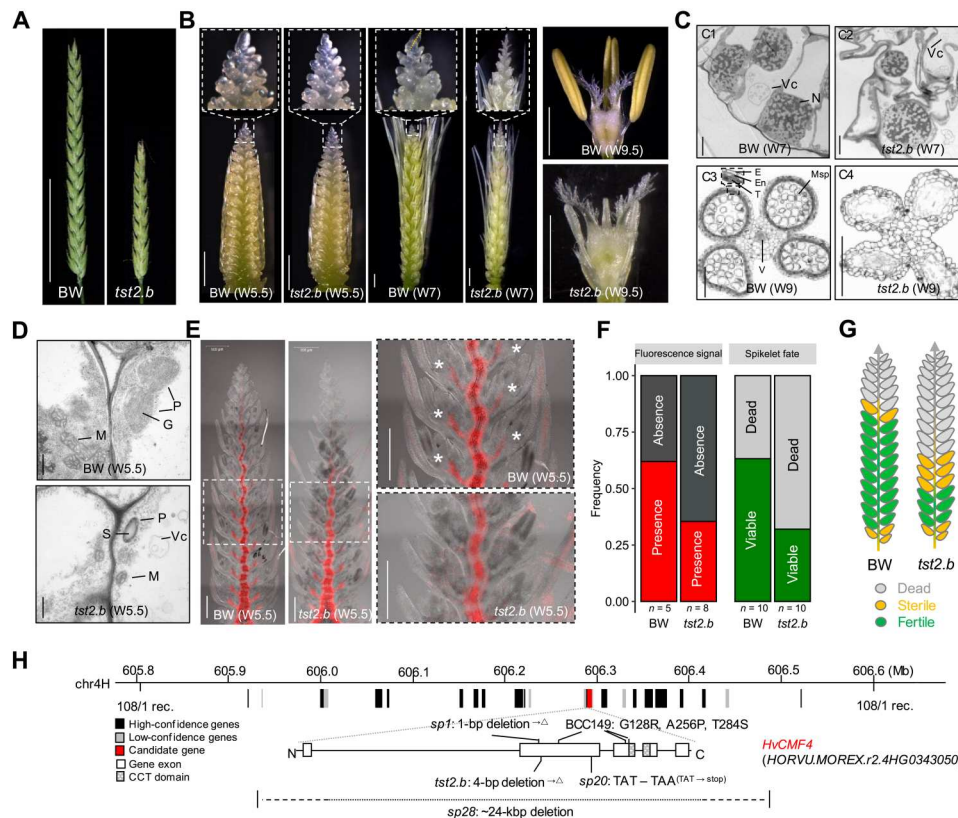 A
BW
tst2.b
B
BW (W5.5)
tst2.b (W5.5)
BW (W7)
tst2.b (W7)
BW (W9.5)
tst2.b (W9.5)
C
C1
Vc
N
BW (W7)
C2
Vc
tst2.b (W7)
C3
E
En
T
Msp
V
BW (W9)
C4
tst2.b (W9)
D
P
G
M
BW (W5.5)
P
S
Vc
M
tst2.b (W5.5)
E
BW (W5.5)
tst2.b (W5.5)
* * * * * *
BW (W5.5)
tst2.b (W5.5)
F
Fluorescence signal
Spikelet fate
Frequency
1.00
0.75
0.50
0.25
0.00
Absence
Presence
Absence
Presence
Dead
Viable
Dead
Viable
n = 5
n = 8
n = 10
n = 10
BW
tst2.b
BW
tst2.b
G
BW
tst2.b
Dead
Sterile
Fertile
H
605.8 605.9 606.0 606.1 606.2 606.3 606.4 606.5 606.6 (Mb)
chr4H
108/1 rec.
108/1 rec.
High-confidence genes
Low-confidence genes
Candidate gene
Gene exon
CCT domain
sp1: 1-bp deletion →△
BCC149: G128R, A256P, T284S
N
C
HvCMF4
(HORVU.MOREX.r2.4HG0343050
tst2.b: 4-bp deletion →△
sp20: TAT – TAA (TAT → stop)
sp28: ~24-kbp deletion